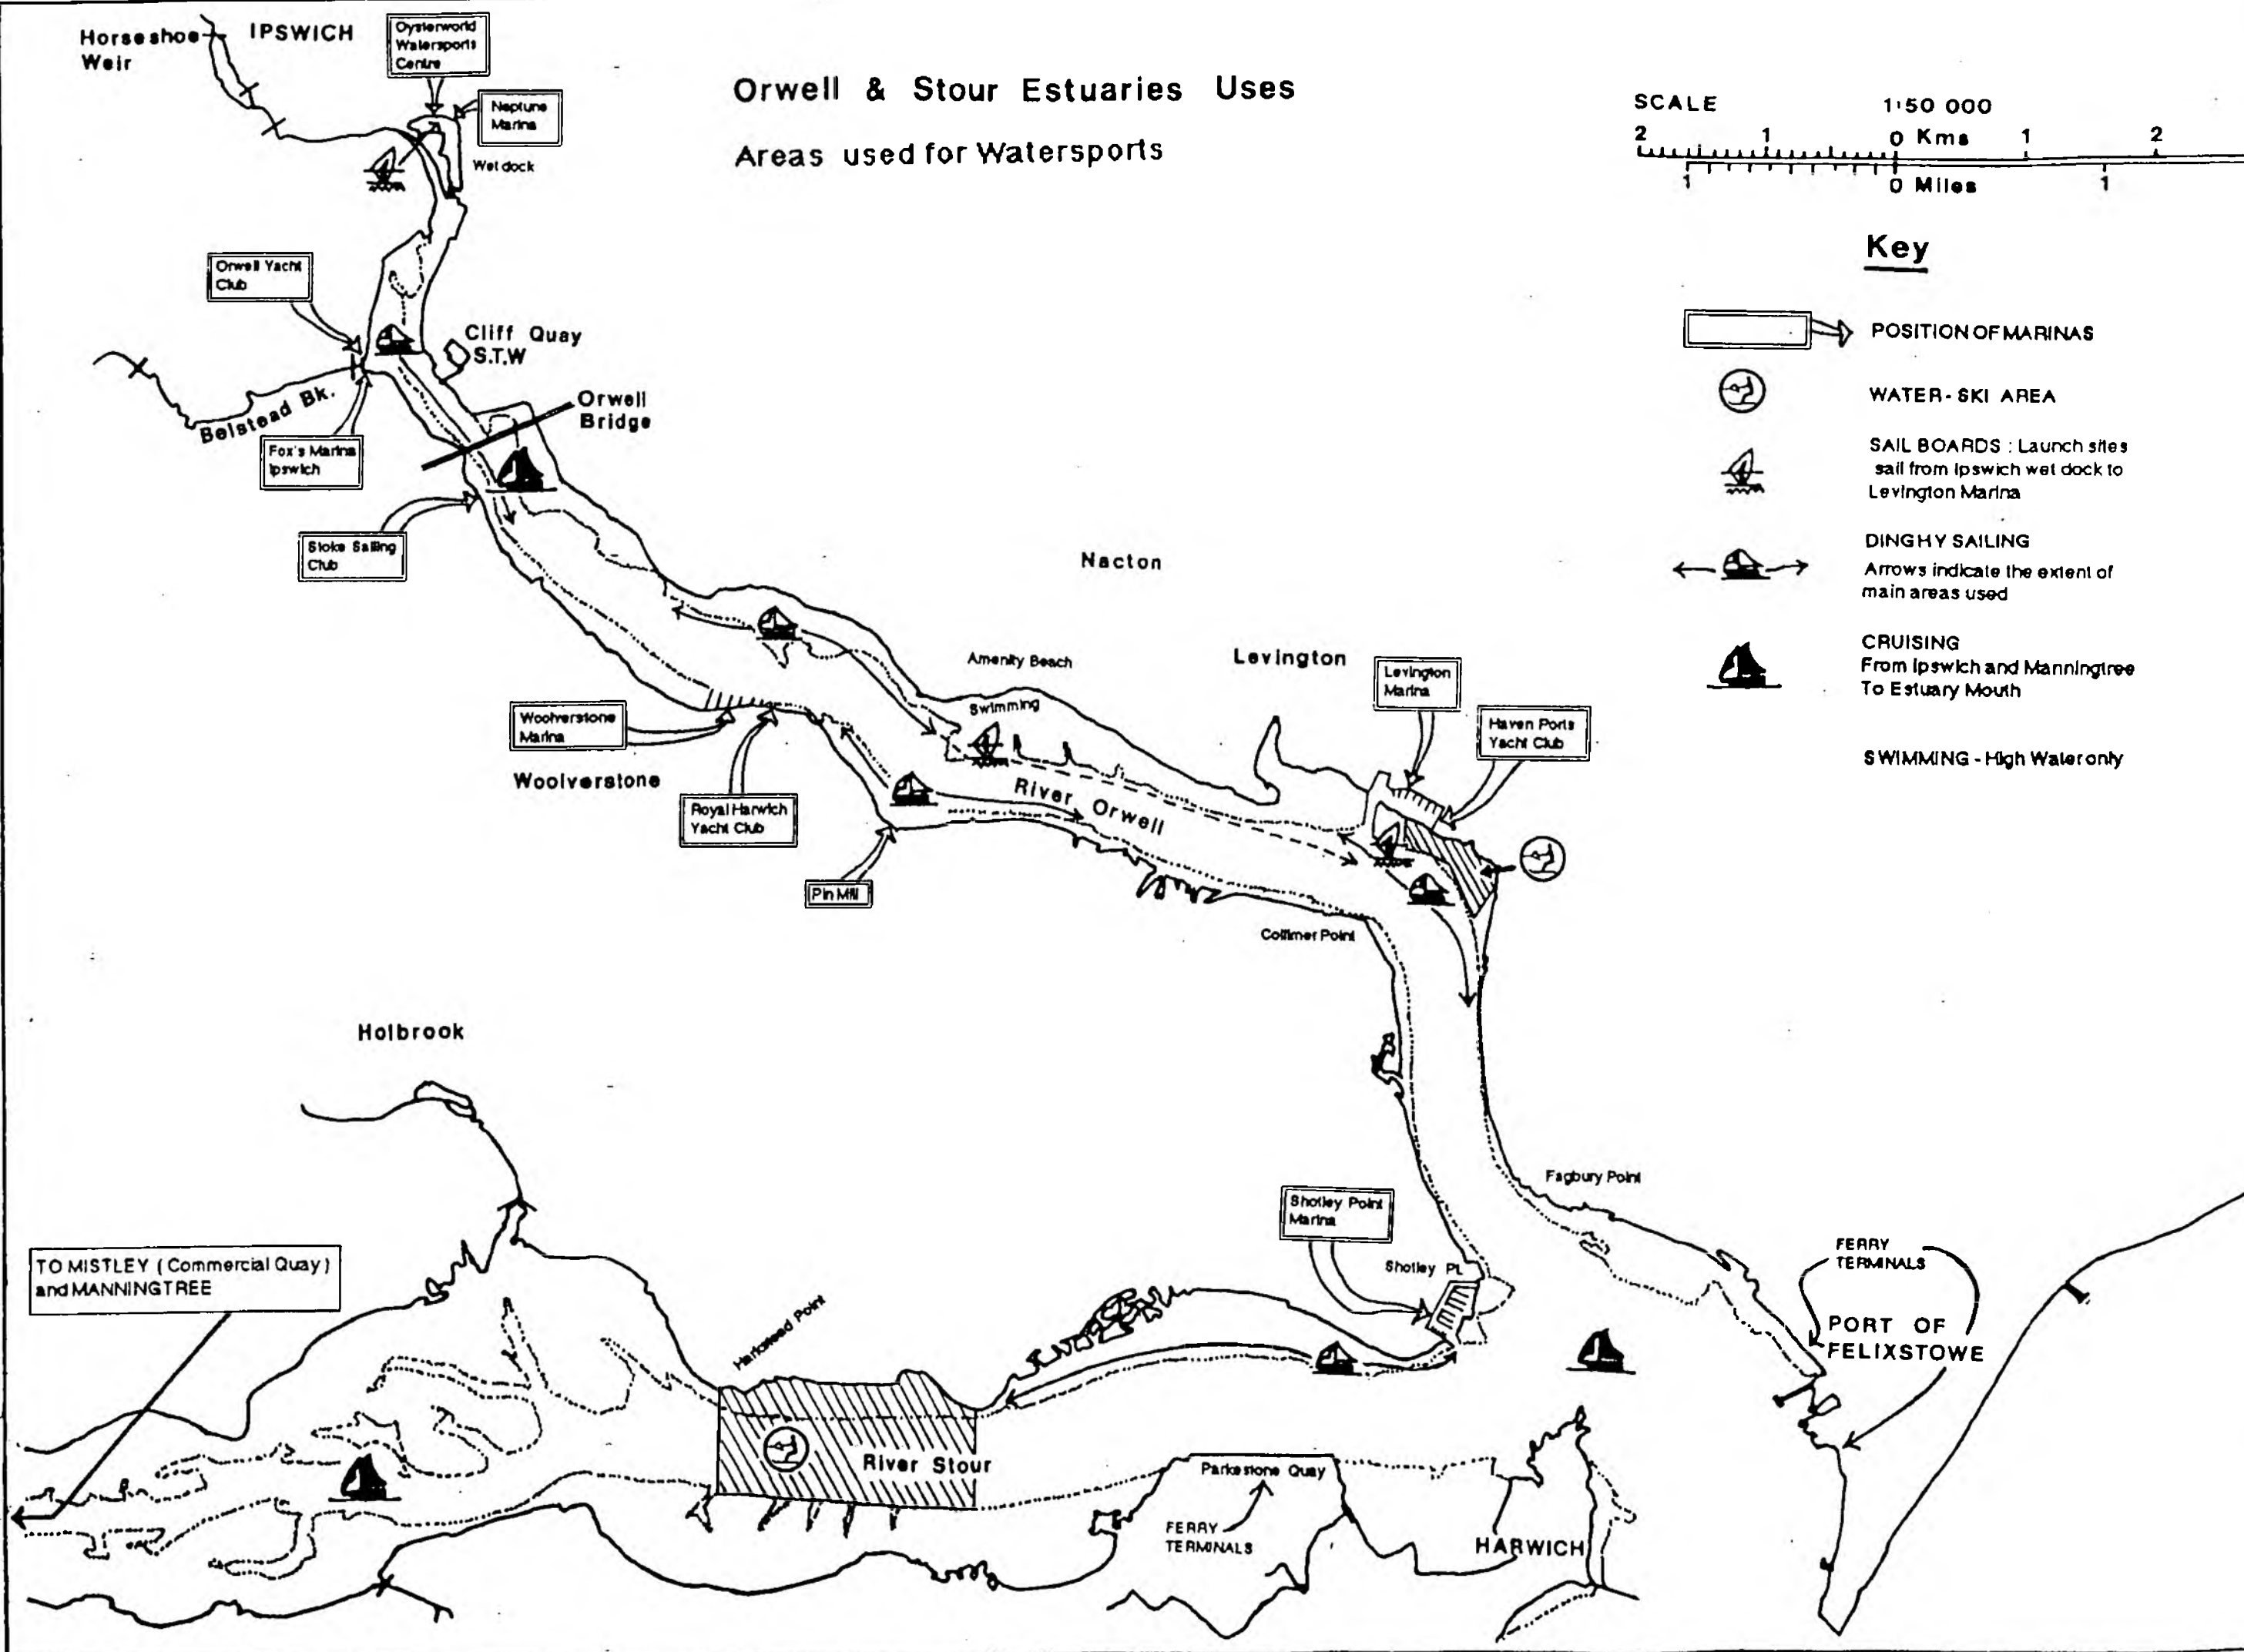 Orwell & Stour Estuaries Uses
Areas used for Watersports
Horseshoe
Weir
IPSWICH
Oysterworld
Watersports
Centre
Neptune
Marina
Wet dock
Orwell Yacht
Club
Cliff Quay
S.T.W
Belstead Bk.
Orwell
Bridge
Fox's Marina
Ipswich
Stoke Sailing
Club
Nacton
Amenity Beach
Swimming
Levington
Levington
Marina
Haven Ports
Yacht Club
Woolverstone
Marina
Woolverstone
Royal Harwich
Yacht Club
River Orwell
Pin Mill
Collimer Point
SCALE 1:50 000
2 1 0 Kms 1 2
1 0 Miles 1
Key
POSITION OF MARINAS
WATER-SKI AREA
SAIL BOARDS : Launch sites
sail from Ipswich wet dock to
Levington Marina
DINGHY SAILING
Arrows indicate the extent of
main areas used
CRUISING
From Ipswich and Manningtree
To Estuary Mouth
SWIMMING - High Water only
Holbrook
TO MISTLEY (Commercial Quay)
and MANNINGTREE
Harkstead Point
River Stour
Shotley Point
Marina
Shotley Pt.
Fagbury Point
FERRY
TERMINALS
PORT OF
FELIXSTOWE
Parkestone Quay
FERRY
TERMINALS
HARWICH